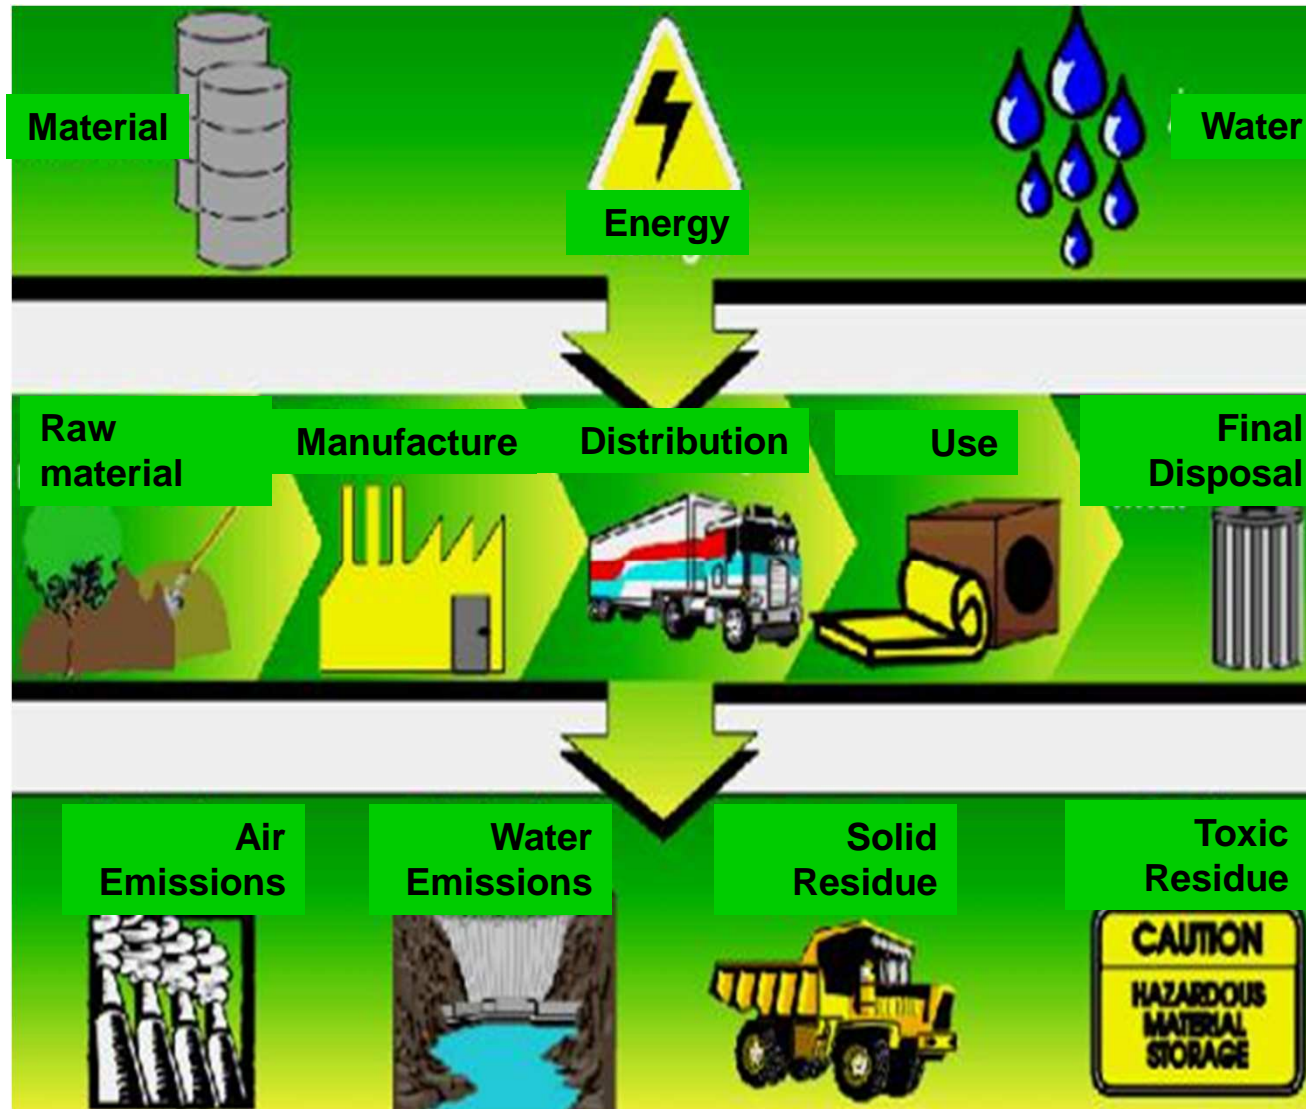 Material
Water
Energy
Raw
material
Manufacture
Distribution
Use
Final
Disposal
Air
Emissions
Water
Emissions
Solid
Residue
Toxic
Residue
CAUTION
HAZARDOUS
MATERIAL
STORAGE